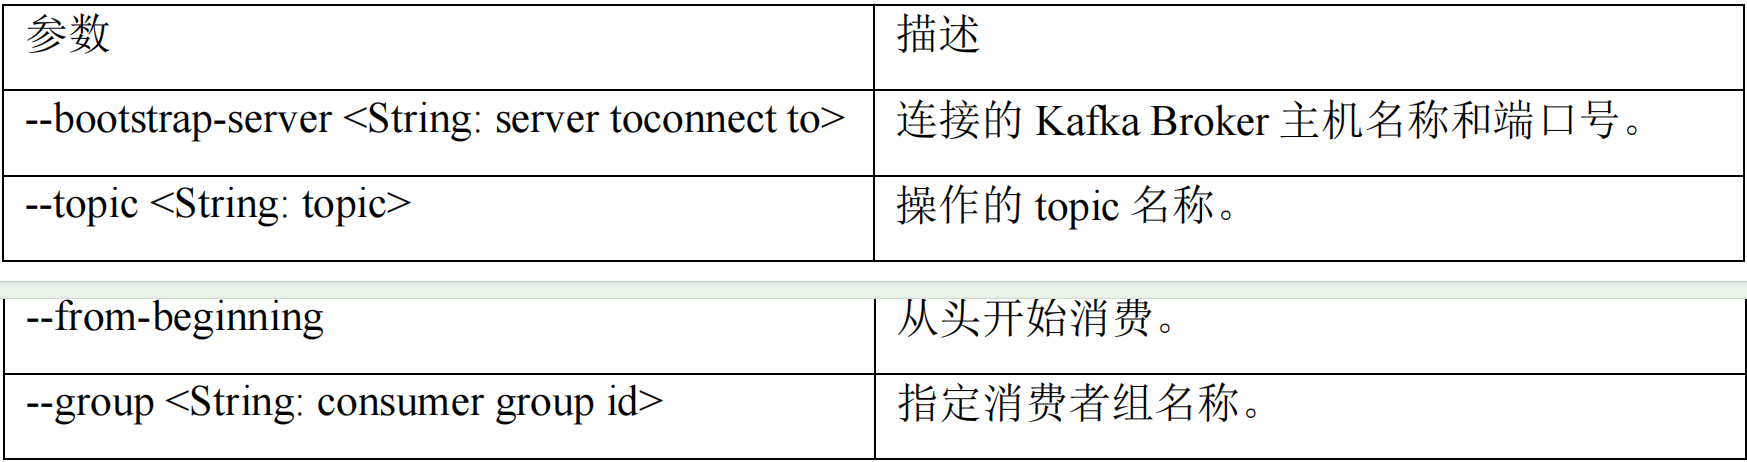 参数 描述
--bootstrap-server <String: server toconnect to> 连接的 Kafka Broker 主机名称和端口号。
--topic <String: topic> 操作的 topic 名称。
--from-beginning 从头开始消费。
--group <String: consumer group id> 指定消费者组名称。